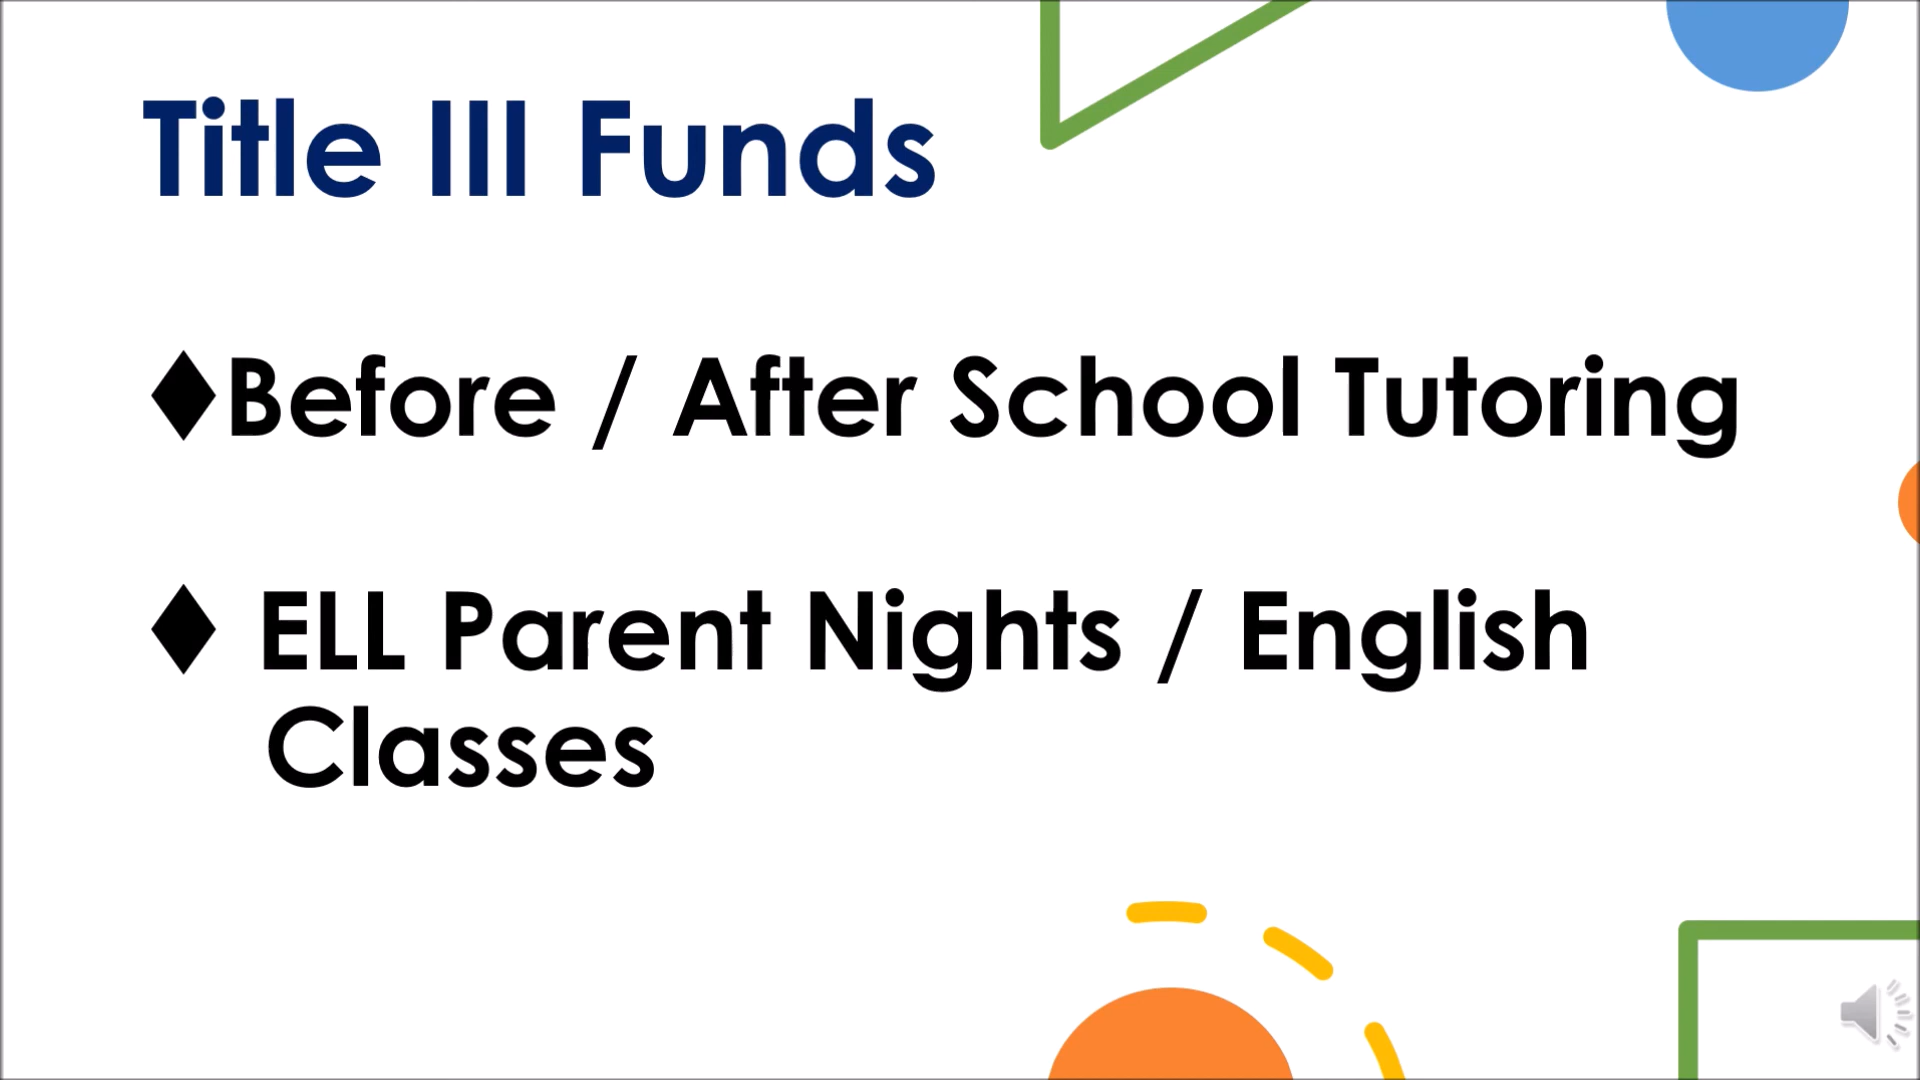 Title III Funds
♦Before / After School Tutoring
♦ ELL Parent Nights / English
Classes